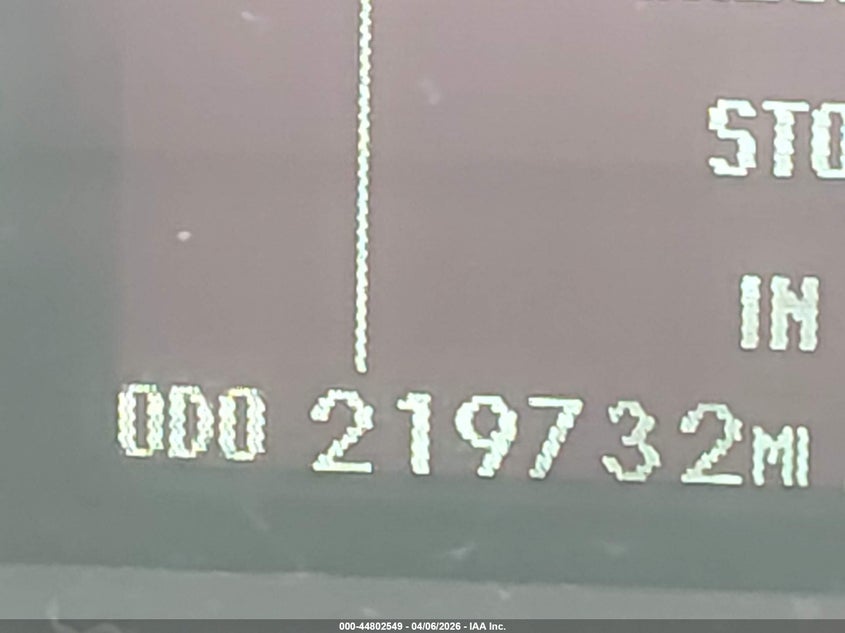 STO
IN
ODO 219732MI
000-44802549 - 04/06/2026 - IAA Inc.